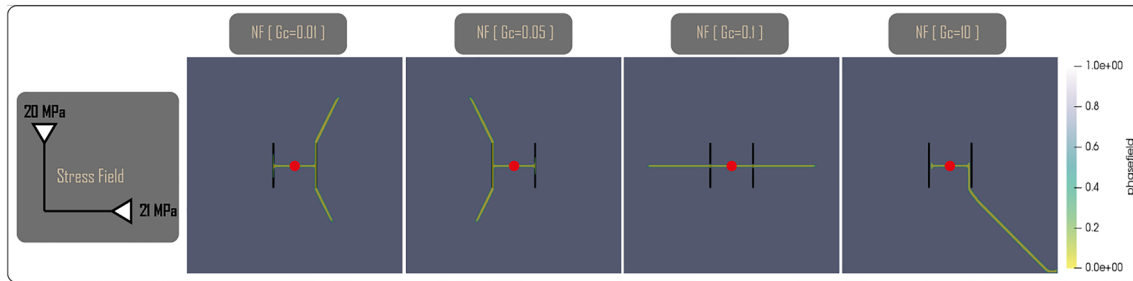 NF [ Gc=0.01 ]
NF [ Gc=0.05 ]
NF [ Gc=0.1 ]
NF [ Gc=10 ]
20 MPa
Stress Field
21 MPa
1.0e+00
0.8
0.6
0.4
0.2
0.0e+00
phasefield